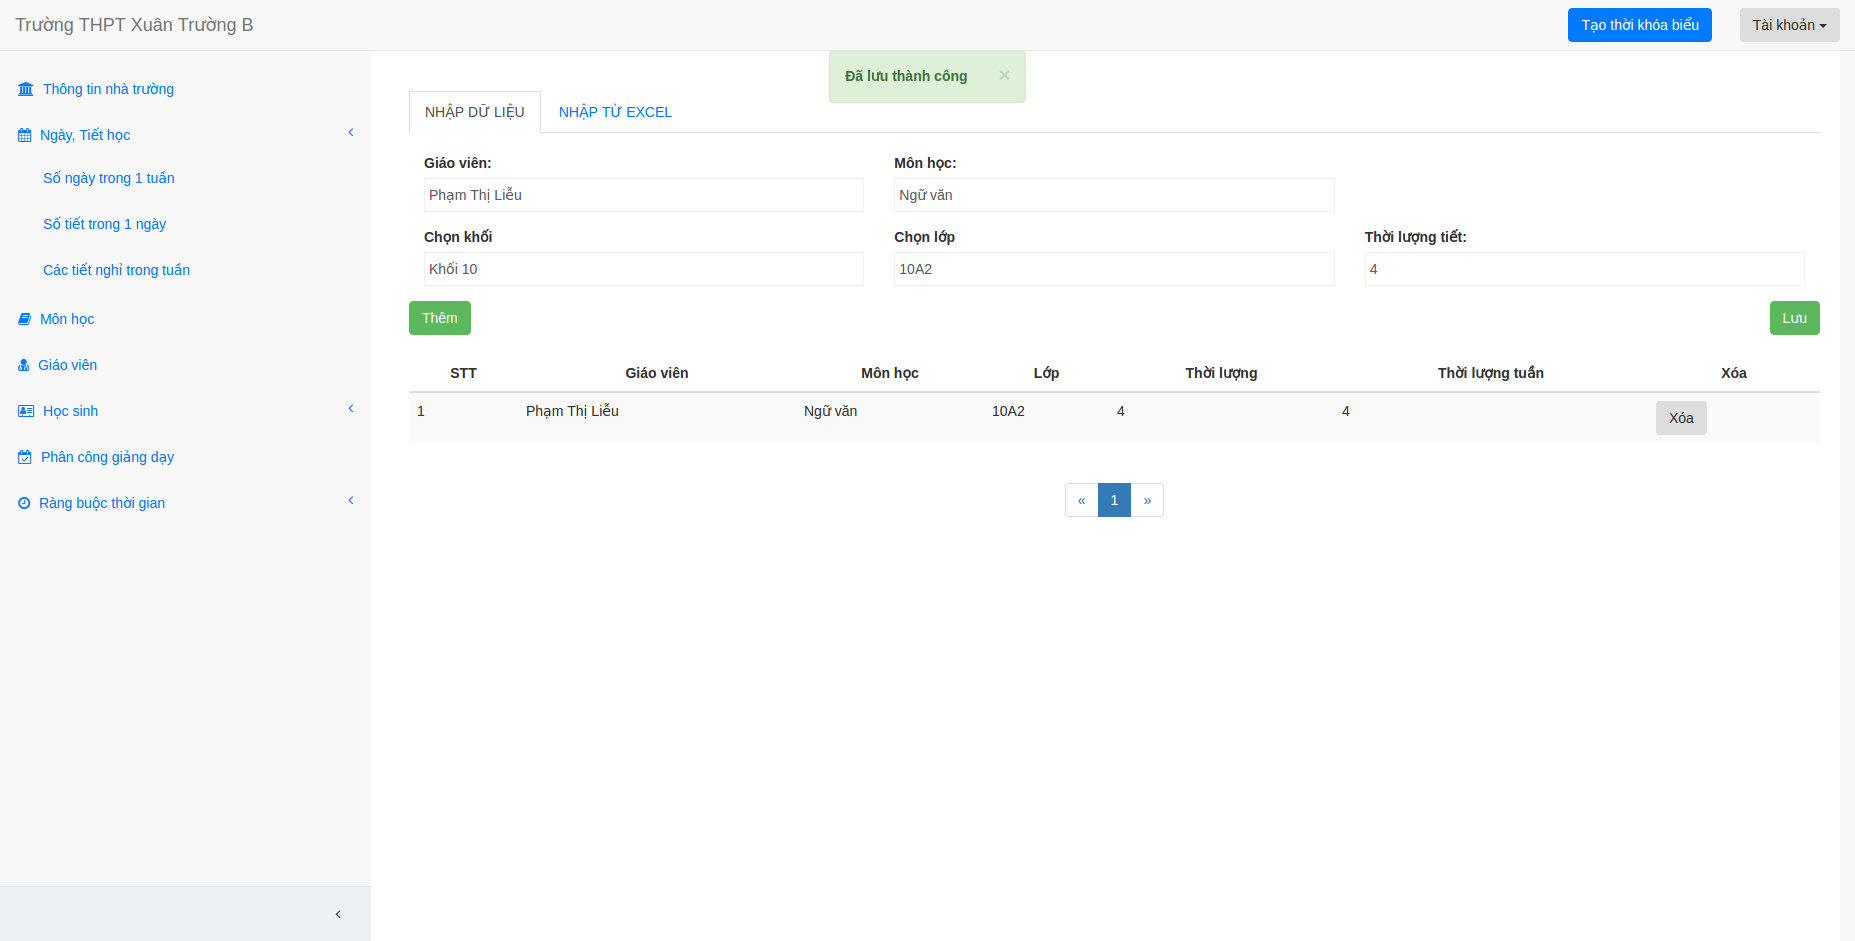 Trường THPT Xuân Trường B
Tạo thời khóa biểu
Tài khoản
Đã lưu thành công ×
Thông tin nhà trường
Ngày, Tiết học
Số ngày trong 1 tuần
Số tiết trong 1 ngày
Các tiết nghỉ trong tuần
Môn học
Giáo viên
Học sinh
Phân công giảng dạy
Ràng buộc thời gian
NHẬP DỮ LIỆU NHẬP TỪ EXCEL
Giáo viên: Môn học:
Phạm Thị Liễu Ngữ văn
Chọn khối Chọn lớp Thời lượng tiết:
Khối 10 10A2 4
Thêm Lưu
STT Giáo viên Môn học Lớp Thời lượng Thời lượng tuần Xóa
1 Phạm Thị Liễu Ngữ văn 10A2 4 4 Xóa
« 1 »